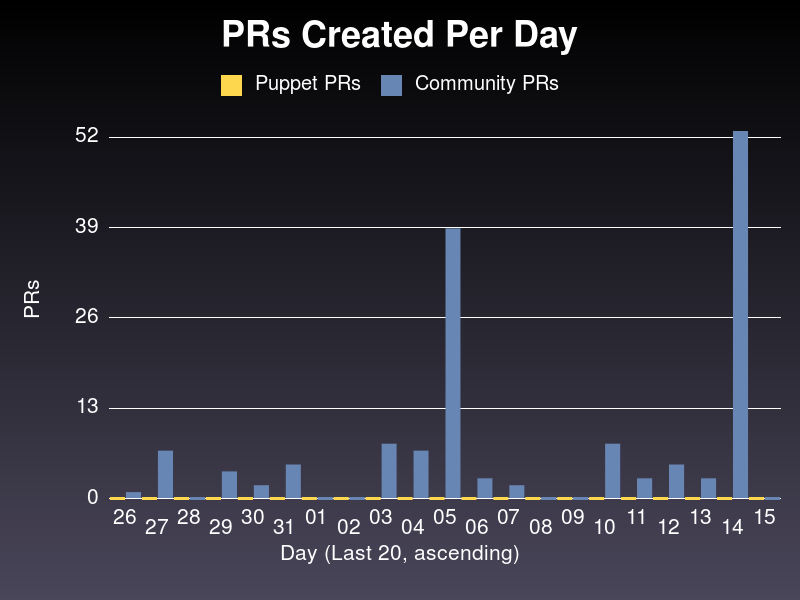 PRs Created Per Day
Puppet PRs Community PRs
52
39
26
13
0
PRs
26 27 28 29 30 31 01 02 03 04 05 06 07 08 09 10 11 12 13 14 15
Day (Last 20, ascending)